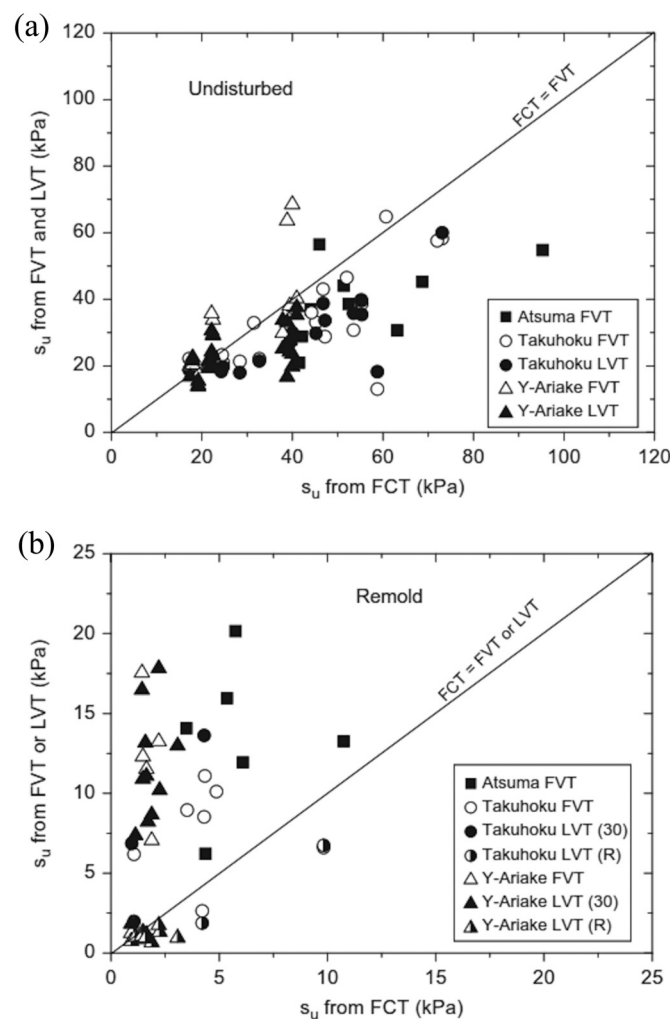 (a)
120
100
80
60
40
20
0
s_u from FVT and LVT (kPa)
Undisturbed
FCT = FVT
Atsuma FVT
Takuhoku FVT
Takuhoku LVT
Y-Ariake FVT
Y-Ariake LVT
0 20 40 60 80 100 120
s_u from FCT (kPa)
(b)
25
20
15
10
5
0
s_u from FVT or LVT (kPa)
Remold
FCT = FVT or LVT
Atsuma FVT
Takuhoku FVT
Takuhoku LVT (30)
Takuhoku LVT (R)
Y-Ariake FVT
Y-Ariake LVT (30)
Y-Ariake LVT (R)
0 5 10 15 20 25
s_u from FCT (kPa)